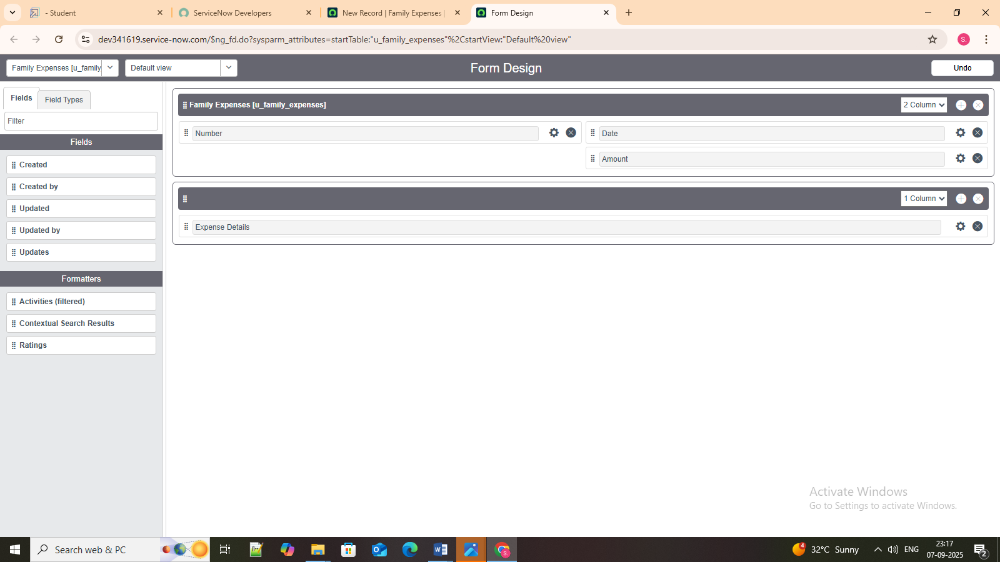 - Student
ServiceNow Developers
New Record | Family Expenses |
Form Design
dev341619.service-now.com/$ng_fd.do?sysparm_attributes=startTable:"u_family_expenses"%2CstartView:"Default%20view"
S.
Family Expenses [u_family
Default view
Form Design
Undo
Fields
Field Types
Filter
Fields
Created
Created by
Updated
Updated by
Updates
Formatters
Activities (filtered)
Contextual Search Results
Ratings
Family Expenses [u_family_expenses]
2 Column
Number
Date
Amount
1 Column
Expense Details
Activate Windows
Go to Settings to activate Windows.
Search web & PC
S.
4
32°C Sunny
ENG
23:17
07-09-2025
2